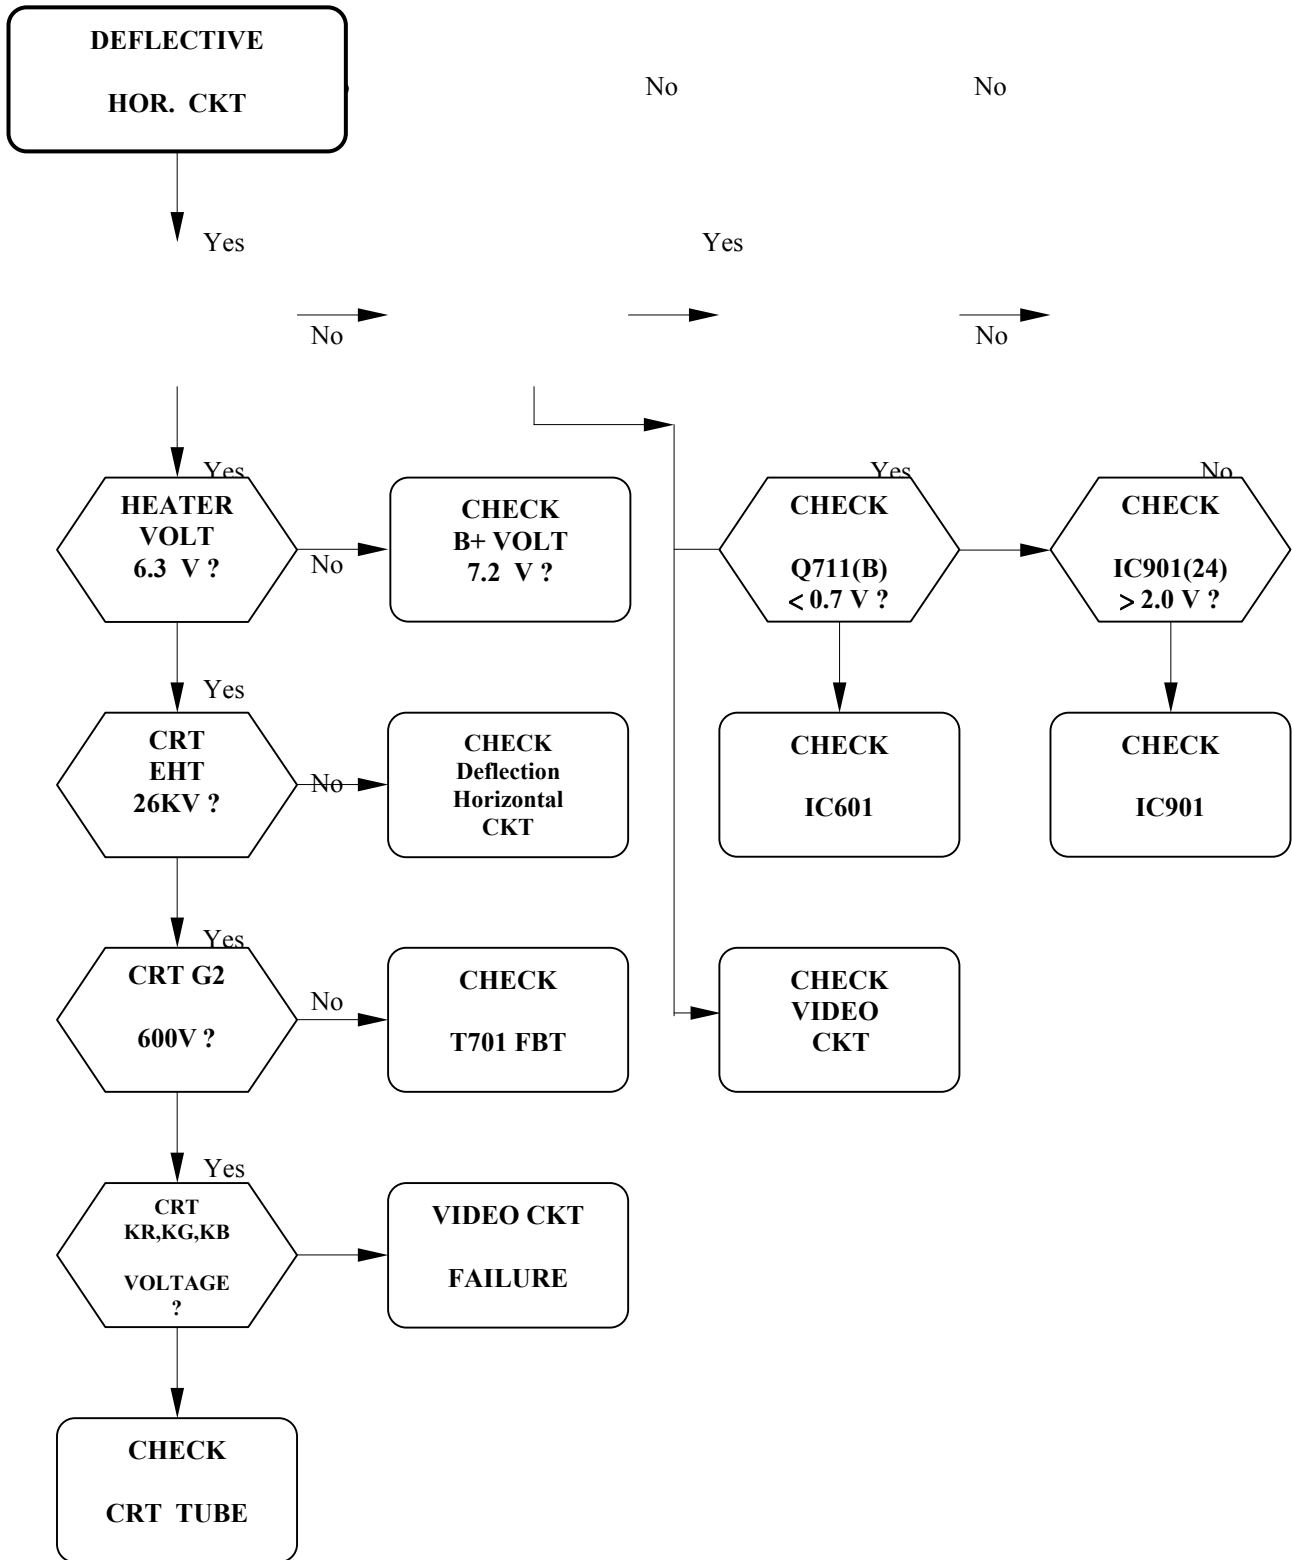 DEFLECTIVE
HOR. CKT
No
No
Yes
Yes
No
No
Yes
HEATER
VOLT
6.3 V ?
No
CHECK
B+ VOLT
7.2 V ?
Yes
CHECK
Q711(B)
< 0.7 V ?
No
CHECK
IC901(24)
> 2.0 V ?
Yes
CRT
EHT
26KV ?
No
CHECK
Deflection
Horizontal
CKT
CHECK
IC601
CHECK
IC901
Yes
CRT G2
600V ?
No
CHECK
T701 FBT
CHECK
VIDEO
CKT
Yes
CRT
KR,KG,KB
VOLTAGE
?
VIDEO CKT
FAILURE
CHECK
CRT TUBE